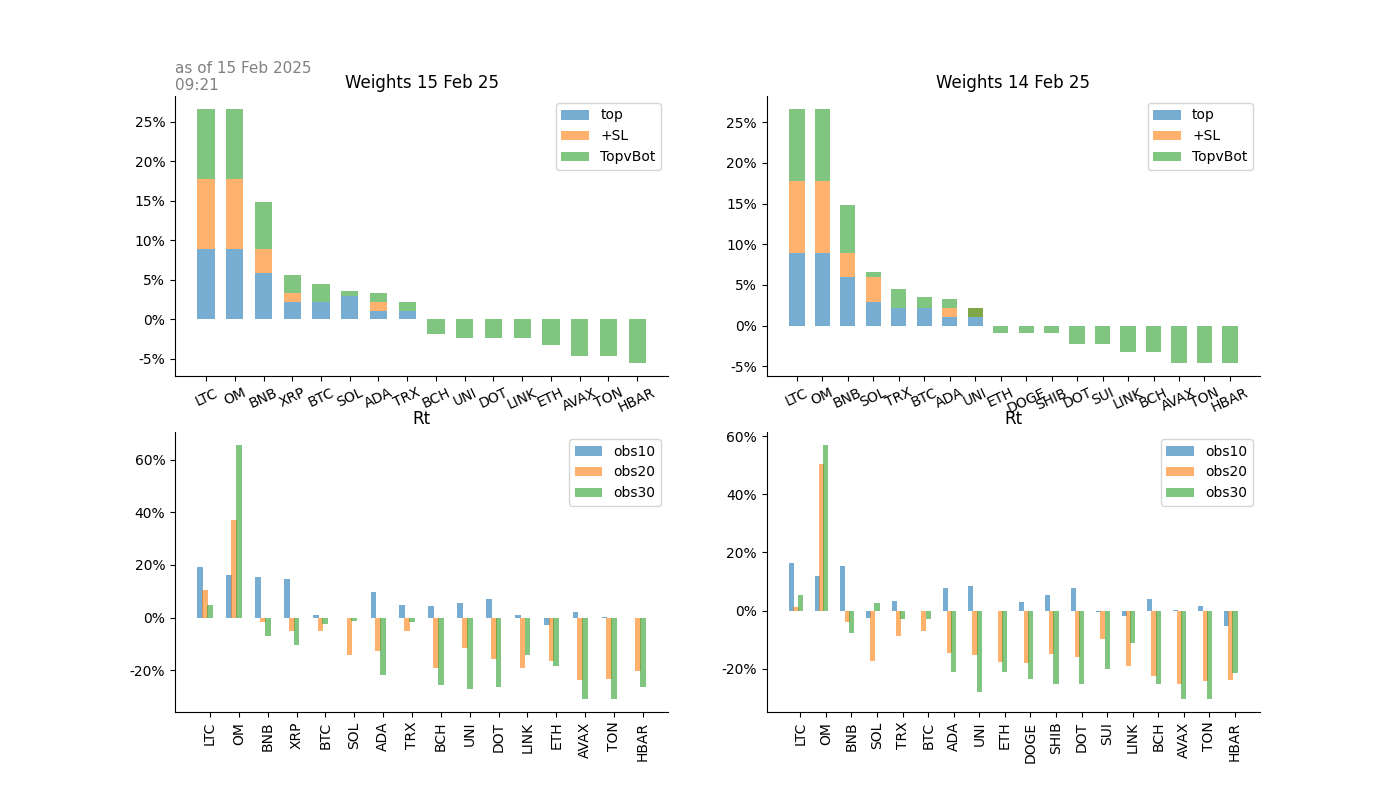 as of 15 Feb 2025
09:21
Weights 15 Feb 25
25%
20%
15%
10%
5%
0%
-5%
top
+SL
TopvBot
LTC OM BNB XRP BTC SOL ADA TRX BCH UNI DOT LINK ETH AVAX TON HBAR
Weights 14 Feb 25
25%
20%
15%
10%
5%
0%
-5%
top
+SL
TopvBot
LTC OM BNB SOL TRX BTC ADA UNI ETH DOGE SHIB DOT SUI LINK BCH AVAX TON HBAR
Rt
60%
40%
20%
0%
-20%
obs10
obs20
obs30
LTC OM BNB XRP BTC SOL ADA TRX BCH UNI DOT LINK ETH AVAX TON HBAR
Rt
60%
40%
20%
0%
-20%
obs10
obs20
obs30
LTC OM BNB SOL TRX BTC ADA UNI ETH DOGE SHIB DOT SUI LINK BCH AVAX TON HBAR